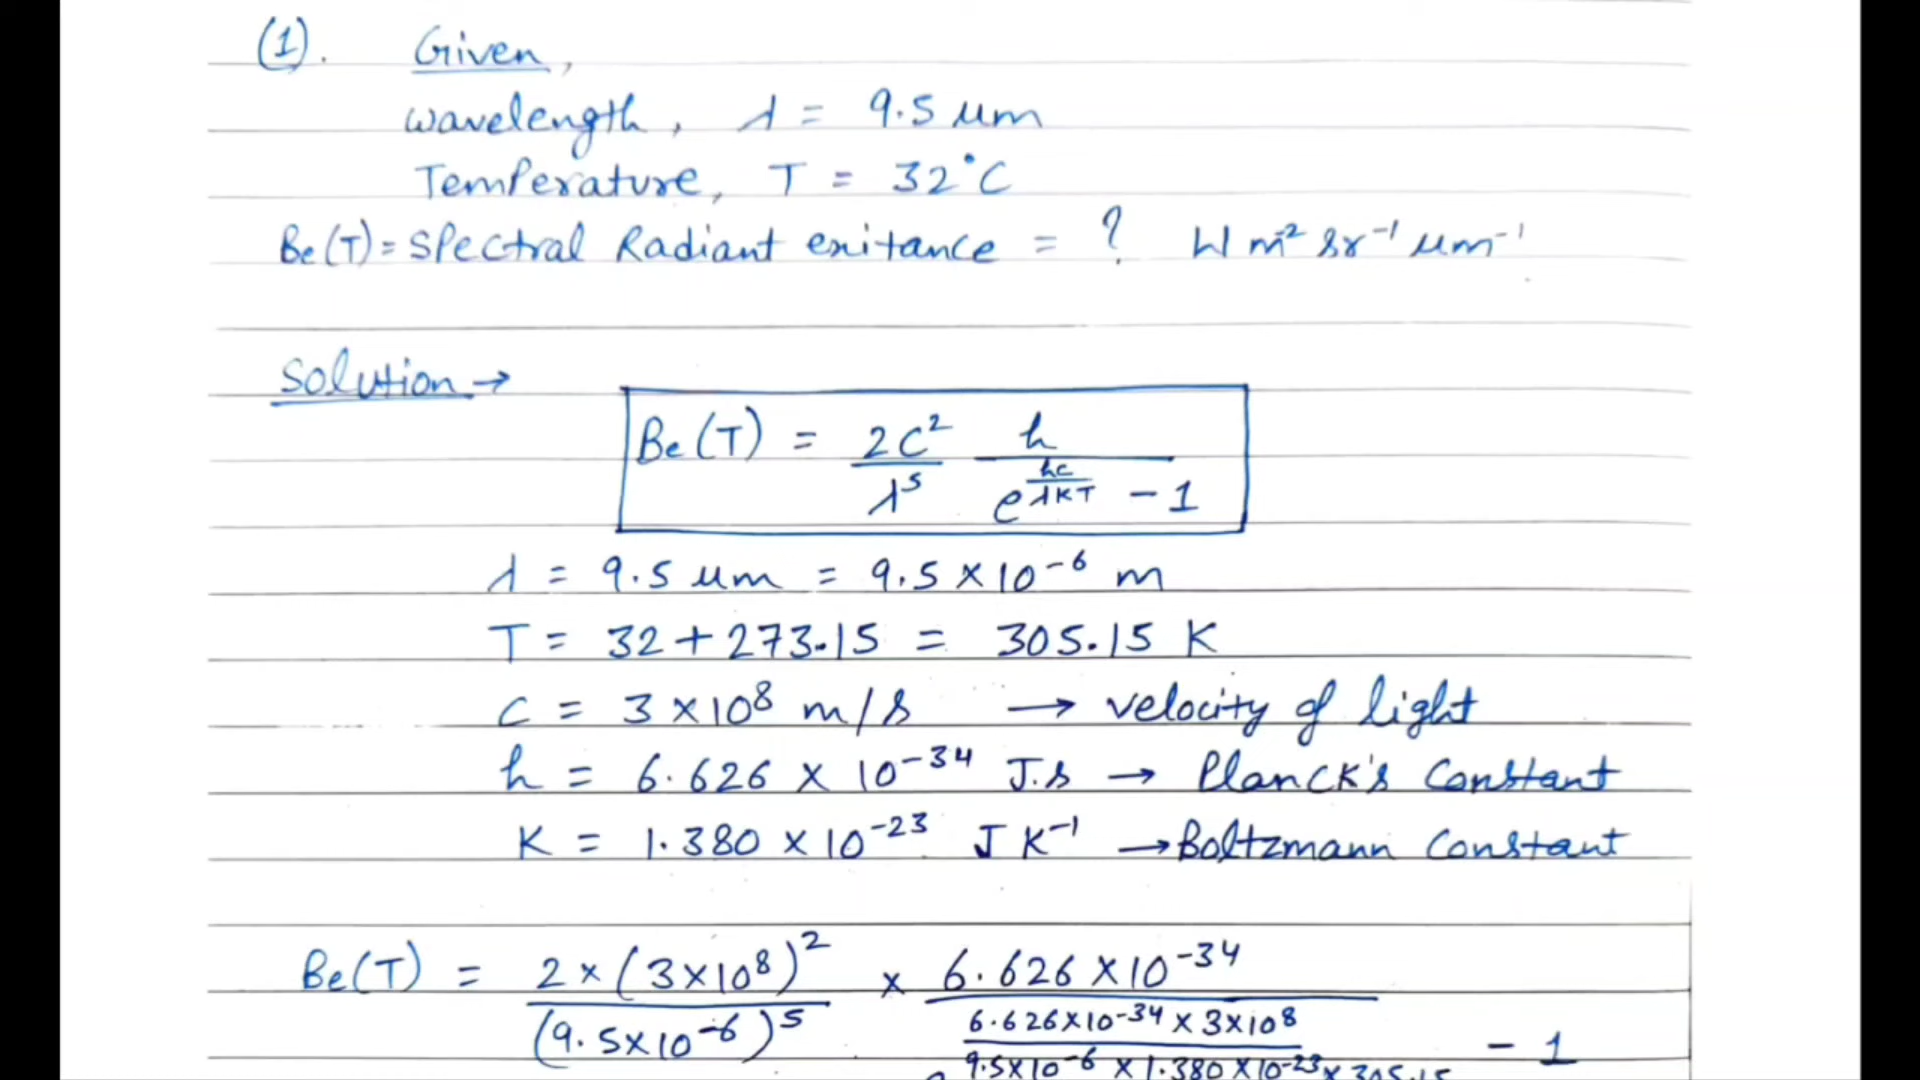 (1). Given,
wavelength, λ = 9.5 μm
Temperature, T = 32°C
Be(T) = Spectral Radiant exitance = ? W m⁻² sr⁻¹ μm⁻¹
Solution →
Be(T) = 2C²/λ⁵ h/(e^(hc/λKT) - 1)
λ = 9.5 μm = 9.5 × 10⁻⁶ m
T = 32 + 273.15 = 305.15 K
C = 3 × 10⁸ m/s → velocity of light
h = 6.626 × 10⁻³⁴ J.s → Planck's Constant
K = 1.380 × 10⁻²³ J K⁻¹ → Boltzmann Constant
Be(T) = 2 × (3×10⁸)²/(9.5×10⁻⁶)⁵ × 6.626 × 10⁻³⁴
6.626×10⁻³⁴ × 3×10⁸ - 1
9.5×10⁻⁶ × 1.380 × 10⁻²³ × 305.15